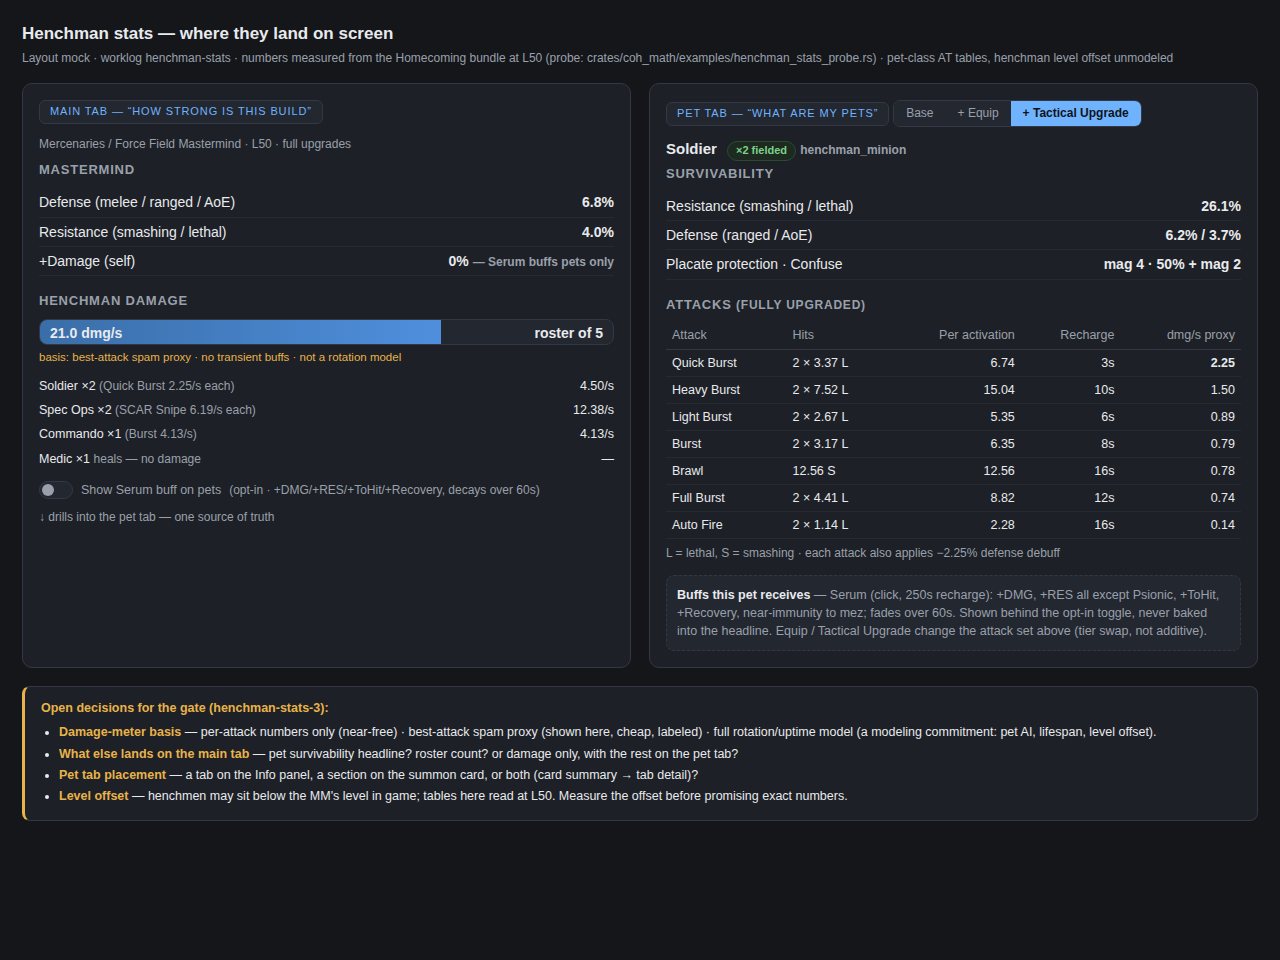 Henchman stats — where they land on screen
Layout mock · worklog henchman-stats · numbers measured from the Homecoming bundle at L50 (probe: crates/coh_math/examples/henchman_stats_probe.rs) · pet-class AT tables, henchman level offset unmodeled
MAIN TAB — “HOW STRONG IS THIS BUILD”
Mercenaries / Force Field Mastermind · L50 · full upgrades
MASTERMIND
Defense (melee / ranged / AoE) 6.8%
Resistance (smashing / lethal) 4.0%
+Damage (self) 0% — Serum buffs pets only
HENCHMAN DAMAGE
21.0 dmg/s roster of 5
basis: best-attack spam proxy · no transient buffs · not a rotation model
Soldier ×2 (Quick Burst 2.25/s each) 4.50/s
Spec Ops ×2 (SCAR Snipe 6.19/s each) 12.38/s
Commando ×1 (Burst 4.13/s) 4.13/s
Medic ×1 heals — no damage —
Show Serum buff on pets (opt-in · +DMG/+RES/+ToHit/+Recovery, decays over 60s)
↓ drills into the pet tab — one source of truth
PET TAB — “WHAT ARE MY PETS” Base + Equip + Tactical Upgrade
Soldier ×2 fielded henchman_minion
SURVIVABILITY
Resistance (smashing / lethal) 26.1%
Defense (ranged / AoE) 6.2% / 3.7%
Placate protection · Confuse mag 4 · 50% + mag 2
ATTACKS (FULLY UPGRADED)
Attack Hits Per activation Recharge dmg/s proxy
Quick Burst 2 × 3.37 L 6.74 3s 2.25
Heavy Burst 2 × 7.52 L 15.04 10s 1.50
Light Burst 2 × 2.67 L 5.35 6s 0.89
Burst 2 × 3.17 L 6.35 8s 0.79
Brawl 12.56 S 12.56 16s 0.78
Full Burst 2 × 4.41 L 8.82 12s 0.74
Auto Fire 2 × 1.14 L 2.28 16s 0.14
L = lethal, S = smashing · each attack also applies −2.25% defense debuff
Buffs this pet receives — Serum (click, 250s recharge): +DMG, +RES all except Psionic, +ToHit,
+Recovery, near-immunity to mez; fades over 60s. Shown behind the opt-in toggle, never baked
into the headline. Equip / Tactical Upgrade change the attack set above (tier swap, not additive).
Open decisions for the gate (henchman-stats-3):
• Damage-meter basis — per-attack numbers only (near-free) · best-attack spam proxy (shown here, cheap, labeled) · full rotation/uptime model (a modeling commitment: pet AI, lifespan, level offset).
• What else lands on the main tab — pet survivability headline? roster count? or damage only, with the rest on the pet tab?
• Pet tab placement — a tab on the Info panel, a section on the summon card, or both (card summary → tab detail)?
• Level offset — henchmen may sit below the MM's level in game; tables here read at L50. Measure the offset before promising exact numbers.